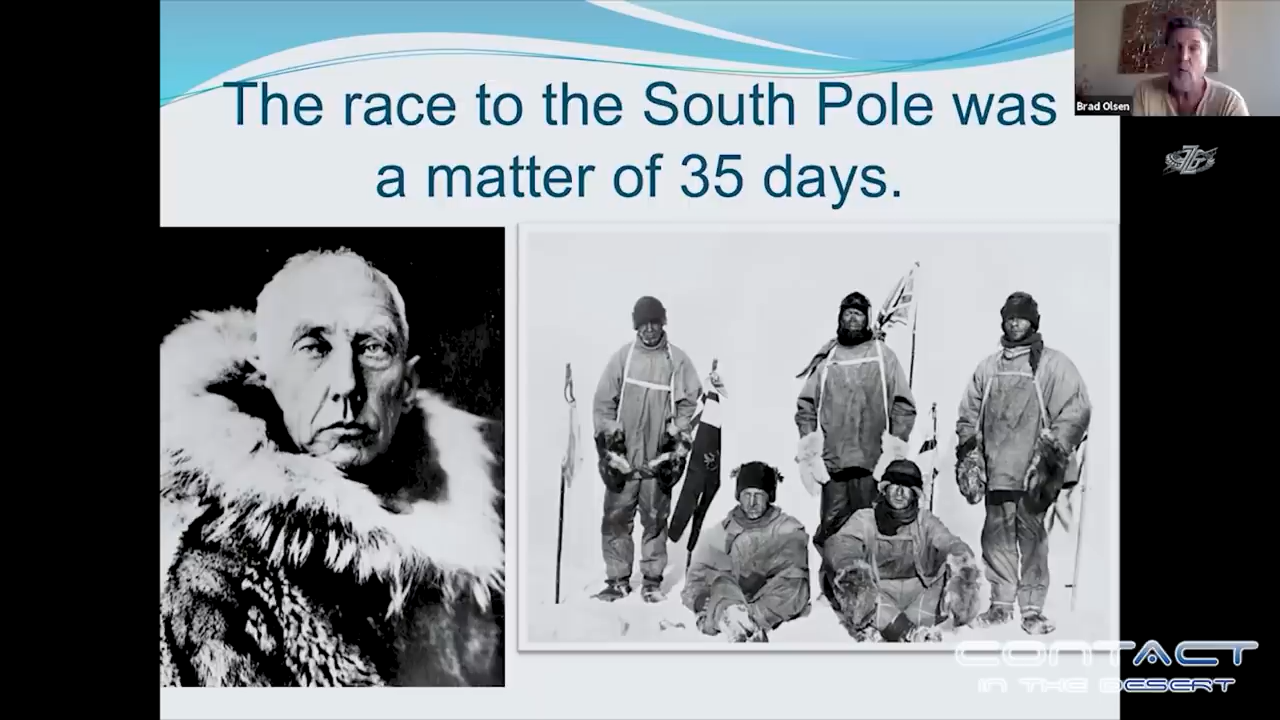 The race to the South Pole was
a matter of 35 days.
Brad Olsen
CONTACT
IN THE DESERT